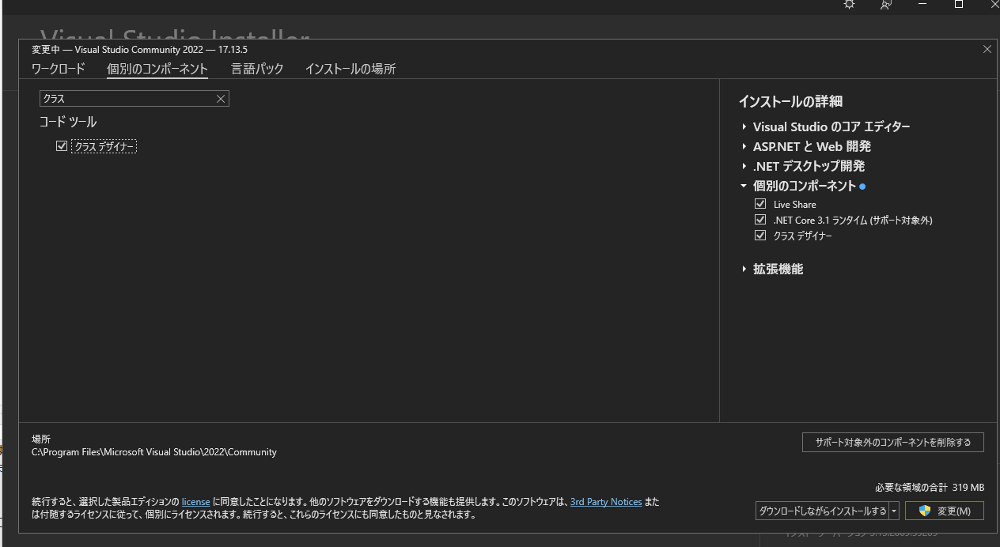 Visual Studio Installer
変更中 — Visual Studio Community 2022 — 17.13.5
ワークロード 個別のコンポーネント 言語パック インストールの場所
クラス
コード ツール
クラス デザイナー
インストールの詳細
Visual Studio のコア エディター
ASP.NET と Web 開発
.NET デスクトップ開発
個別のコンポーネント
Live Share
.NET Core 3.1 ランタイム (サポート対象外)
クラス デザイナー
拡張機能
場所
C:\Program Files\Microsoft Visual Studio\2022\Community
サポート対象外のコンポーネントを削除する
必要な領域の合計 319 MB
続行すると、選択した製品エディションの license に同意したことになります。他のソフトウェアをダウンロードする機能も提供します。このソフトウェアは、3rd Party Notices また
は付随するライセンスに従って、個別にライセンスされます。続行すると、これらのライセンスにも同意したものと見なされます。
ダウンロードしながらインストールする 変更(M)